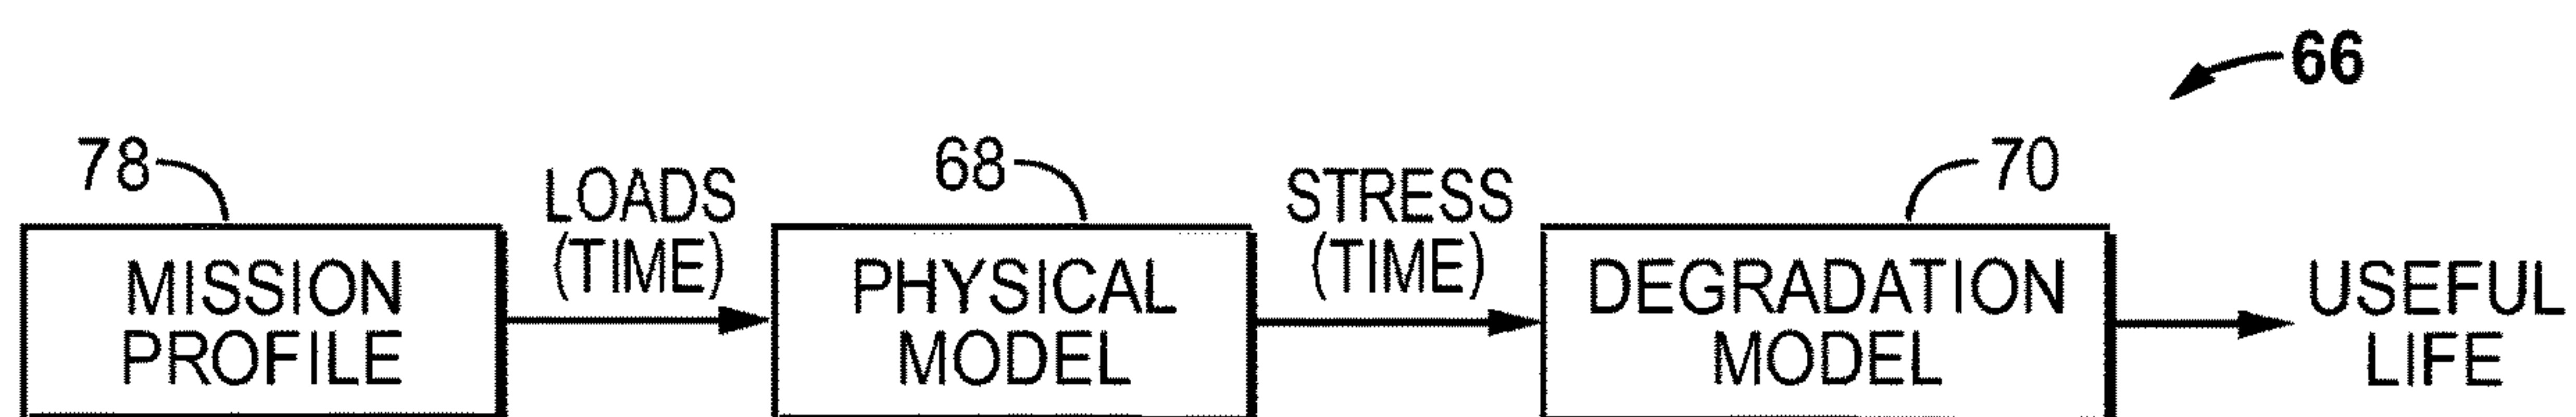 66
78
LOADS
(TIME)
68
STRESS
(TIME)
70
MISSION
PROFILE
PHYSICAL
MODEL
DEGRADATION
MODEL
USEFUL
LIFE